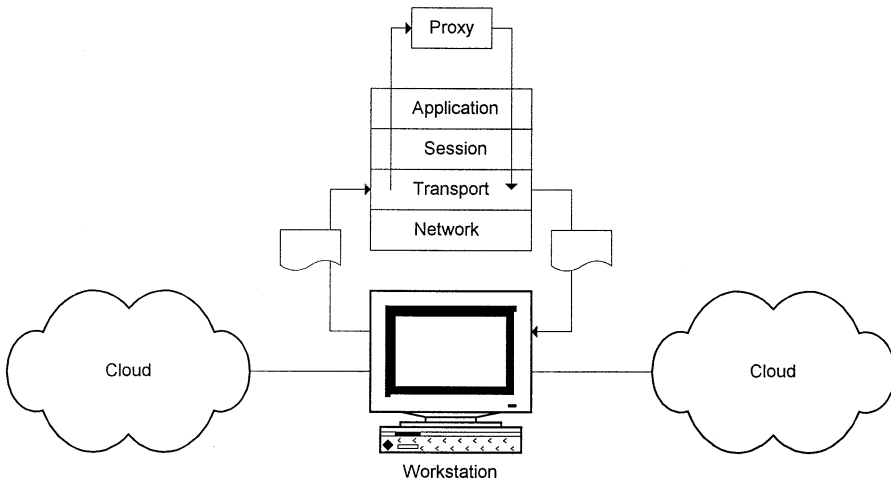 Proxy
Application
Session
Transport
Network
Cloud
Cloud
Workstation